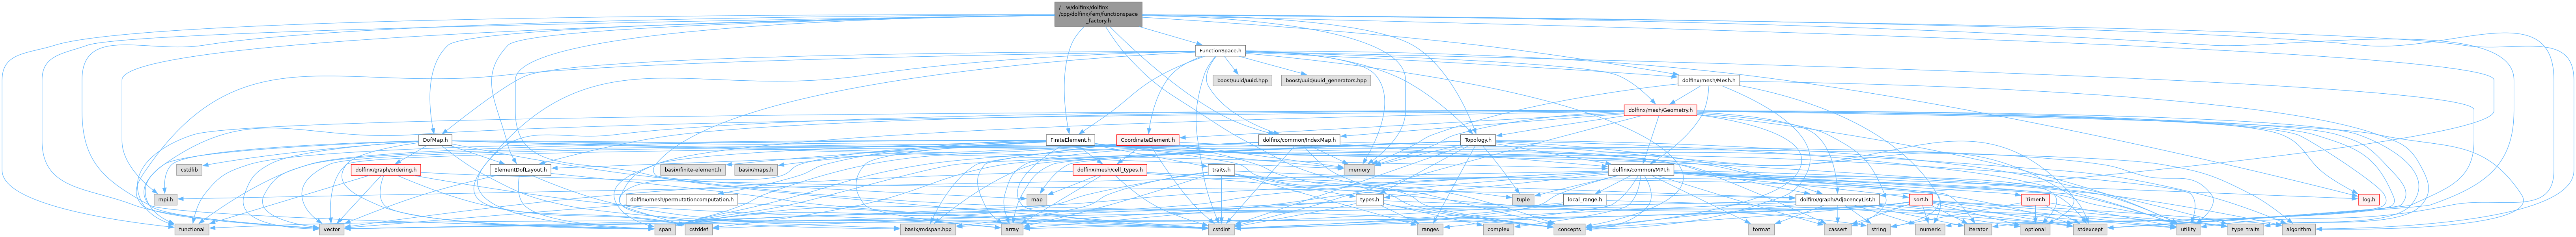 /__w/dolfinx/dolfinx
/cpp/dolfinx/fem/functionspace
_factory.h
FunctionSpace.h
boost/uuid/uuid.hpp
boost/uuid/uuid_generators.hpp
dolfinx/mesh/Mesh.h
dolfinx/mesh/Geometry.h
DofMap.h
FiniteElement.h
CoordinateElement.h
dolfinx/common/IndexMap.h
Topology.h
cstdlib
dolfinx/graph/ordering.h
ElementDofLayout.h
basix/finite-element.h
basix/maps.h
dolfinx/mesh/cell_types.h
traits.h
memory
dolfinx/common/MPI.h
mpi.h
dolfinx/mesh/permutationcomputation.h
map
tuple
types.h
local_range.h
dolfinx/graph/AdjacencyList.h
sort.h
Timer.h
log.h
functional
vector
span
cstddef
basix/mdspan.hpp
array
cstdint
concepts
ranges
complex
format
cassert
string
numeric
iterator
optional
stdexcept
utility
type_traits
algorithm